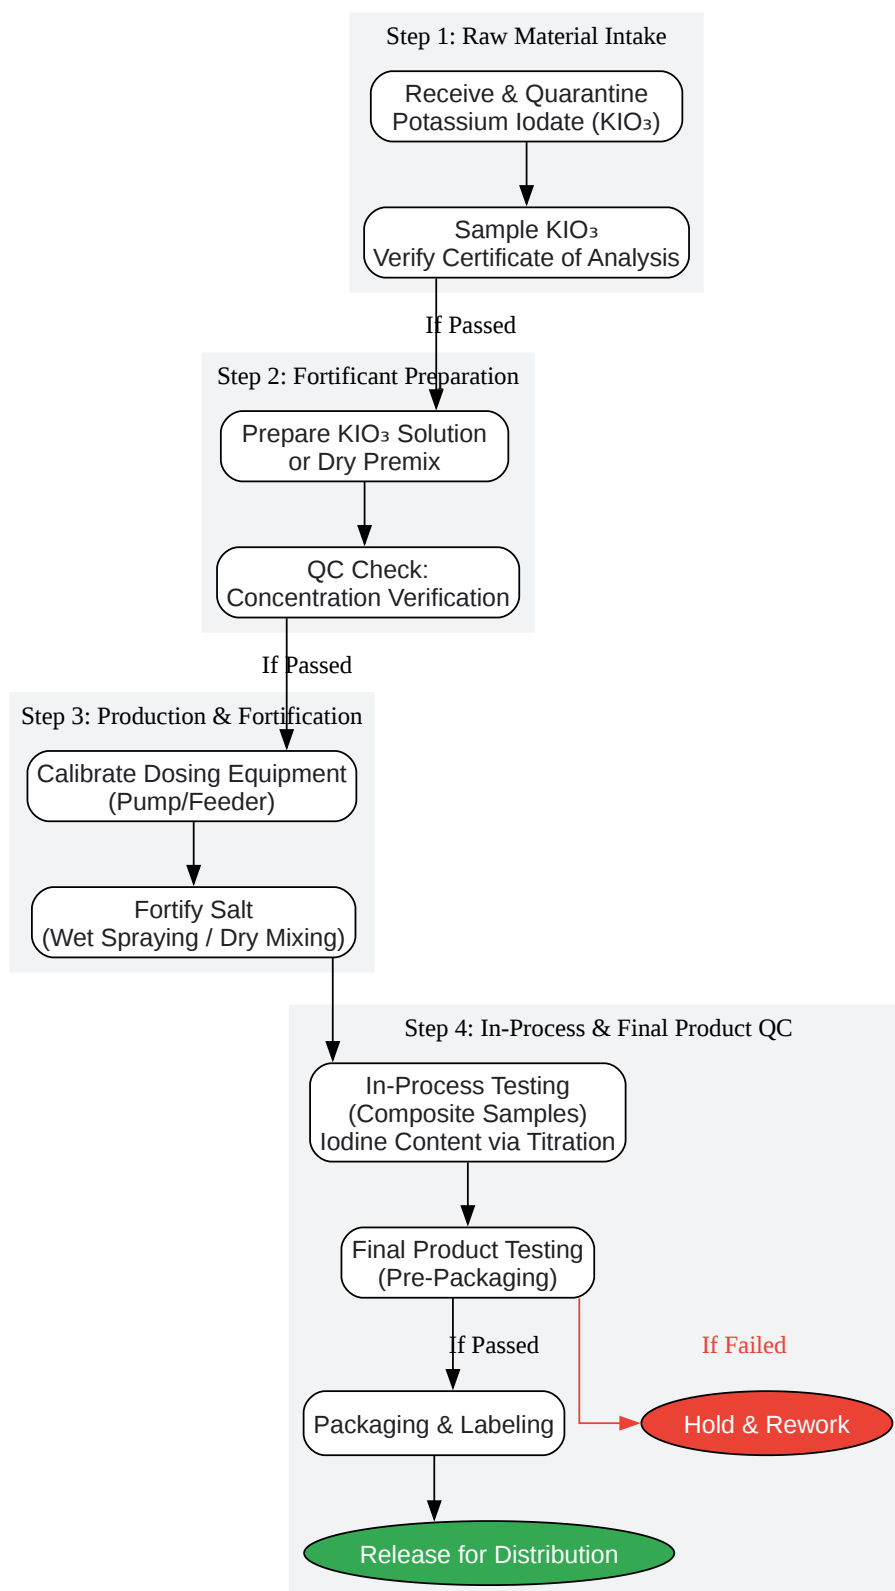 Step 1: Raw Material Intake
Receive & Quarantine
Potassium Iodate (KIO₃)
Sample KIO₃
Verify Certificate of Analysis
If Passed
Step 2: Fortificant Preparation
Prepare KIO₃ Solution
or Dry Premix
QC Check:
Concentration Verification
If Passed
Step 3: Production & Fortification
Calibrate Dosing Equipment
(Pump/Feeder)
Fortify Salt
(Wet Spraying / Dry Mixing)
Step 4: In-Process & Final Product QC
In-Process Testing
(Composite Samples)
Iodine Content via Titration
Final Product Testing
(Pre-Packaging)
If Passed
If Failed
Packaging & Labeling
Hold & Rework
Release for Distribution